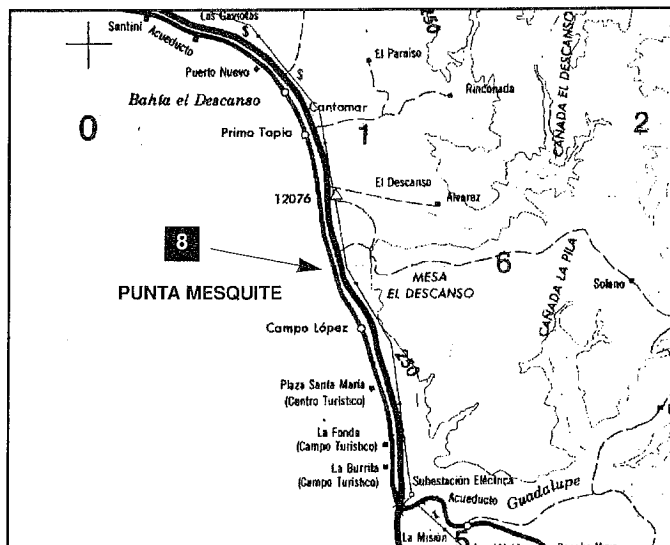 Las Gaviotas
250
Santini
Acueducto
S
El Paraíso
CAÑADA EL DESCANSO
S
Puerto Nuevo
Rinconada
Bahía el Descanso
Cantamar
0
1
2
Primo Tapia
El Descanso
12076
Alvarez
8
6
MESA
EL DESCANSO
CAÑADA LA PILA
Solano
PUNTA MESQUITE
Campo López
250
Plaza Santa María
(Centro Turístico)
La Fonda
(Campo Turístico)
La Burrita
(Campo Turístico)
Subestación Eléctrica
Acueducto
Guadalupe
La Misión
5